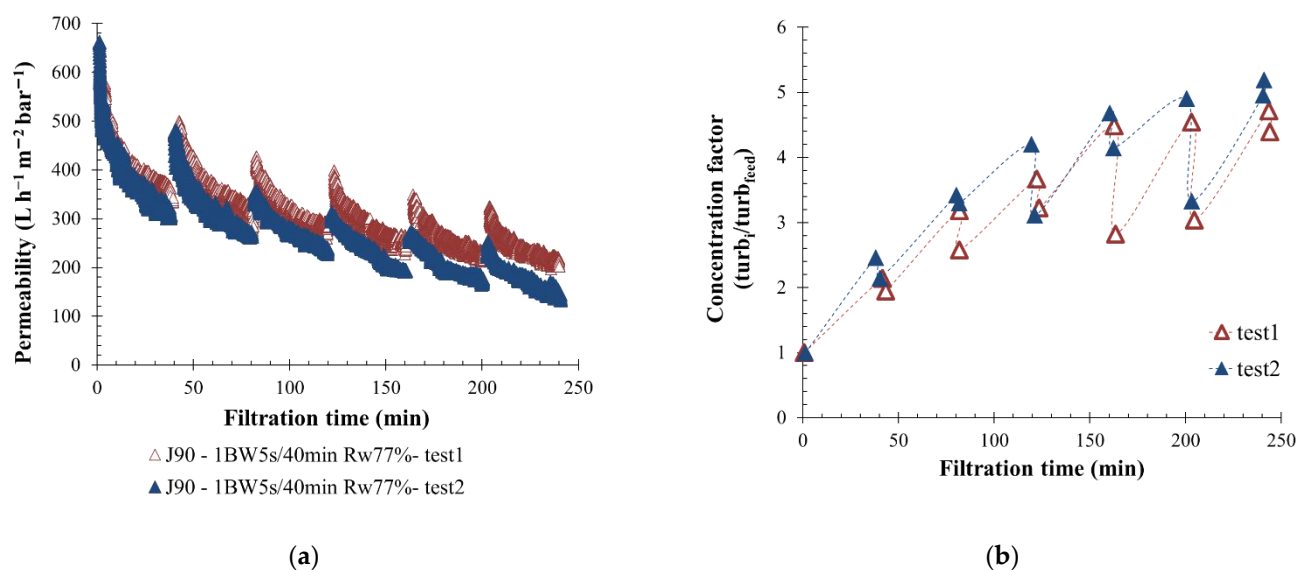 700
600
500
400
300
200
100
0
Permeability (L h⁻¹ m⁻² bar⁻¹)
0 50 100 150 200 250
Filtration time (min)
J90 - 1BW5s/40min Rw77%- test1
J90 - 1BW5s/40min Rw77%- test2
(a)
6
5
4
3
2
1
0
Concentration factor
(turbᵢ/turb_feed)
test1
test2
0 50 100 150 200 250
Filtration time (min)
(b)